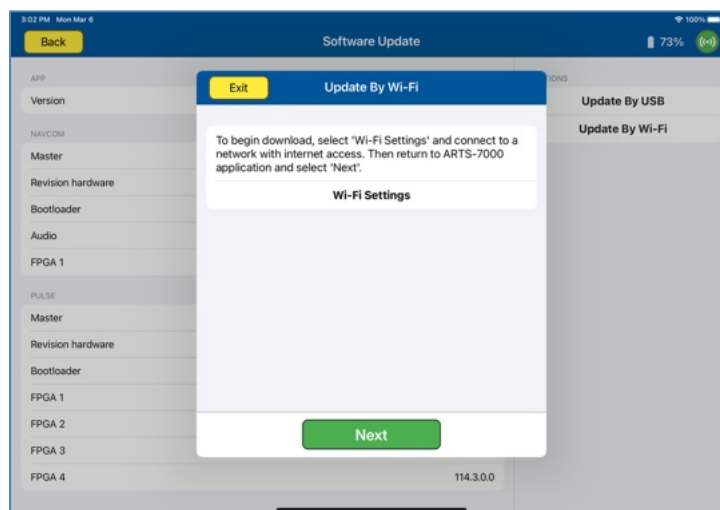 3:02 PM Mon Mar 6
100%
Back
Software Update
73%
APP
Version
NAVCOM
Master
Revision hardware
Bootloader
Audio
FPGA 1
PULSE
Master
Revision hardware
Bootloader
FPGA 1
FPGA 2
FPGA 3
FPGA 4
114.3.0.0
Exit
Update By Wi-Fi
To begin download, select 'Wi-Fi Settings' and connect to a
network with internet access. Then return to ARTS-7000
application and select 'Next'.
Wi-Fi Settings
Next
Update By USB
Update By Wi-Fi